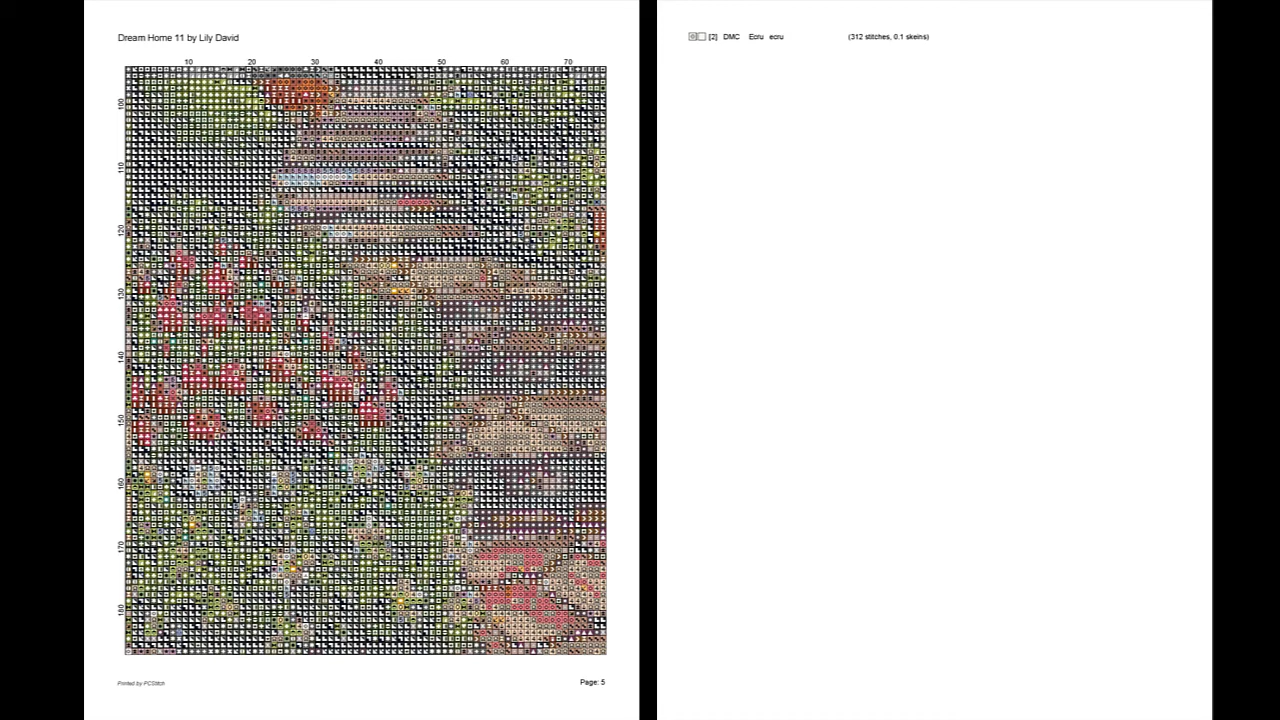 Dream Home 11 by Lily David
10 20 30 40 50 60 70
100
110
120
130
140
150
160
170
180
Printed by PCStitch
Page: 5
[2] DMC Ecru ecru (312 stitches, 0.1 skeins)